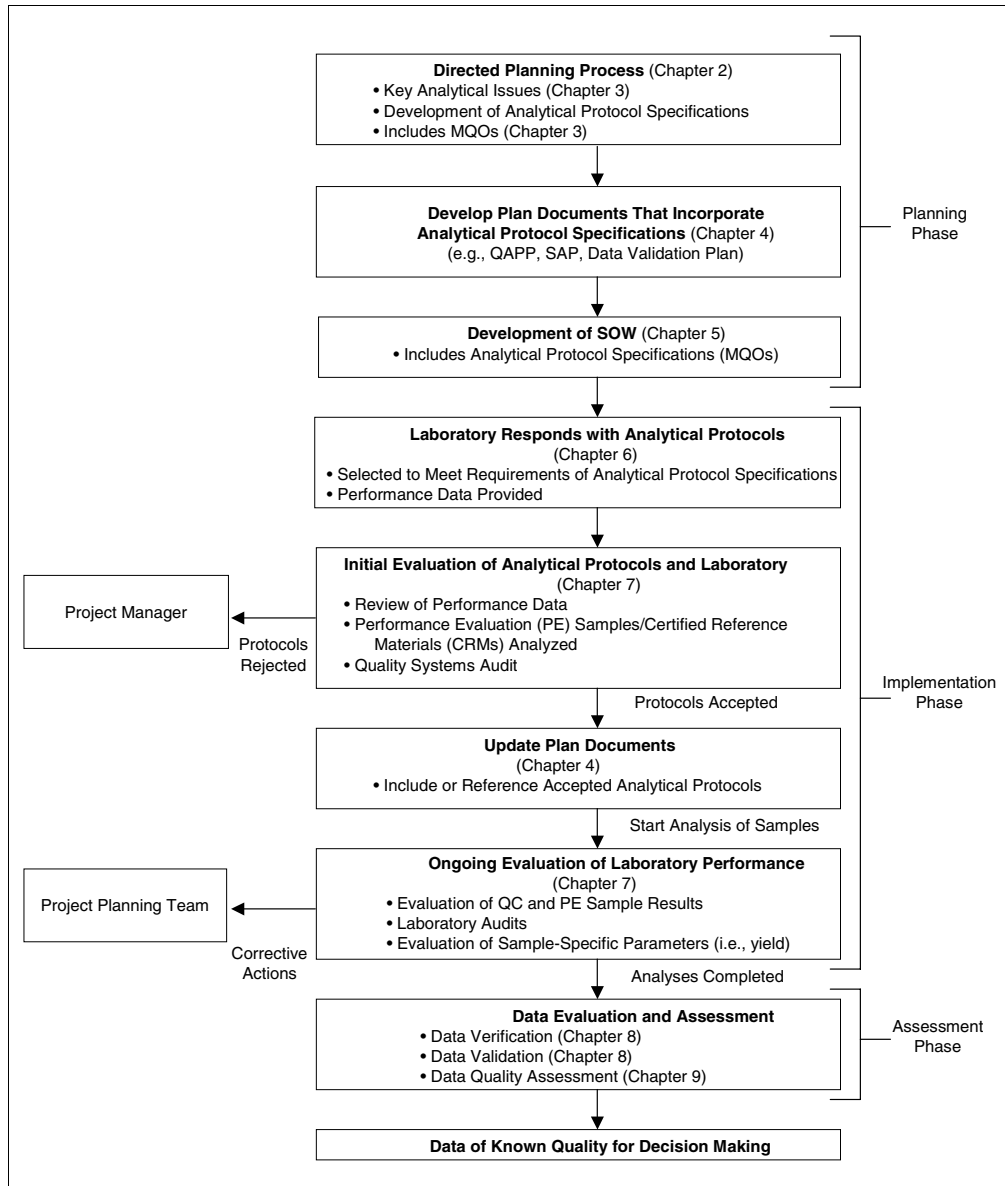 Directed Planning Process (Chapter 2)
• Key Analytical Issues (Chapter 3)
• Development of Analytical Protocol Specifications
• Includes MQOs (Chapter 3)
Develop Plan Documents That Incorporate
Analytical Protocol Specifications (Chapter 4)
(e.g., QAPP, SAP, Data Validation Plan)
Planning
Phase
Development of SOW (Chapter 5)
• Includes Analytical Protocol Specifications (MQOs)
Laboratory Responds with Analytical Protocols
(Chapter 6)
• Selected to Meet Requirements of Analytical Protocol Specifications
• Performance Data Provided
Initial Evaluation of Analytical Protocols and Laboratory
(Chapter 7)
• Review of Performance Data
• Performance Evaluation (PE) Samples/Certified Reference
Materials (CRMs) Analyzed
• Quality Systems Audit
Project Manager
Protocols
Rejected
Implementation
Phase
Protocols Accepted
Update Plan Documents
(Chapter 4)
• Include or Reference Accepted Analytical Protocols
Start Analysis of Samples
Ongoing Evaluation of Laboratory Performance
(Chapter 7)
• Evaluation of QC and PE Sample Results
• Laboratory Audits
• Evaluation of Sample-Specific Parameters (i.e., yield)
Project Planning Team
Corrective
Actions
Analyses Completed
Data Evaluation and Assessment
• Data Verification (Chapter 8)
• Data Validation (Chapter 8)
• Data Quality Assessment (Chapter 9)
Assessment
Phase
Data of Known Quality for Decision Making